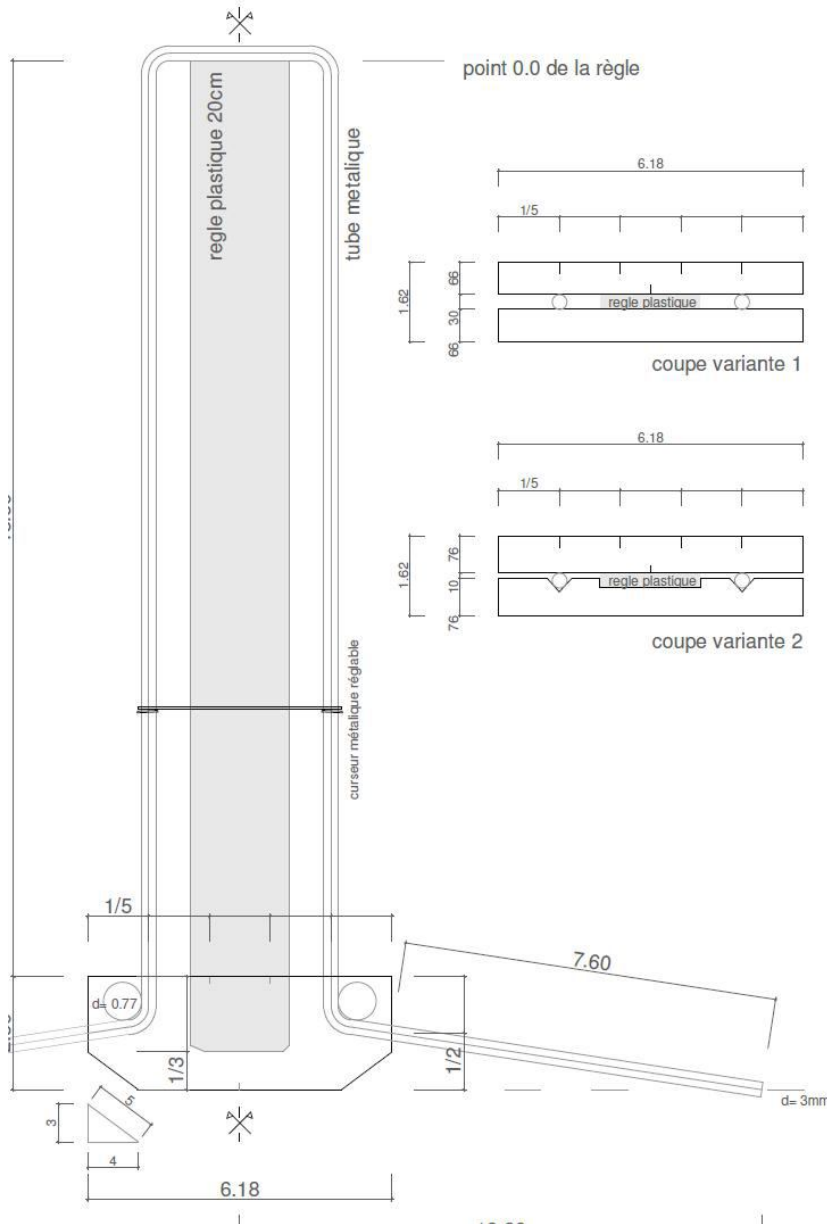 point 0.0 de la règle
regle plastique 20cm
tube metalique
6.18
1/5
1.62
66
30
66
regle plastique
coupe variante 1
6.18
1/5
1.62
76
10
76
regle plastique
coupe variante 2
curseur métalique réglable
1/5
7.60
d= 0.77
1/3
1/2
d= 3mm
3
5
4
6.18